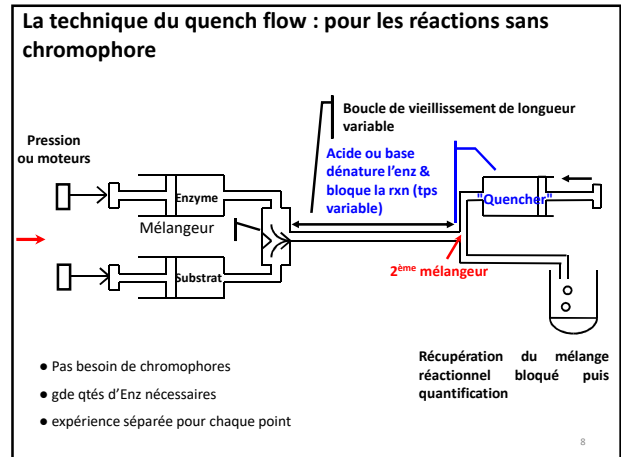 La technique du quench flow : pour les réactions sans
chromophore
Boucle de vieillissement de longueur
variable
Pression
ou moteurs
Acide ou base
dénature l'enz &
bloque la rxn (tps
variable)
Enzyme
"Quencher"
Mélangeur
2ème mélangeur
Substrat
● Pas besoin de chromophores
● gde qtés d'Enz nécessaires
● expérience séparée pour chaque point
Récupération du mélange
réactionnel bloqué puis
quantification
8